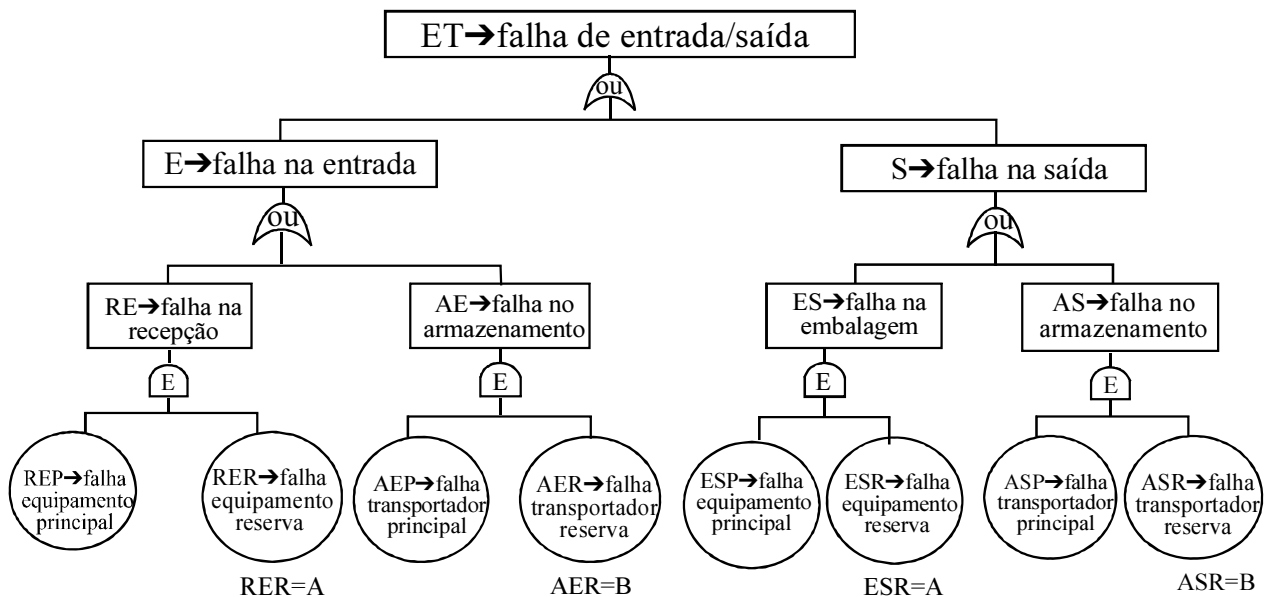 ET➔falha de entrada/saída
ou
E➔falha na entrada
S➔falha na saída
ou
ou
RE➔falha na
recepção
AE➔falha no
armazenamento
ES➔falha na
embalagem
AS➔falha no
armazenamento
E
E
E
E
REP➔falha
equipamento
principal
RER➔falha
equipamento
reserva
AEP➔falha
transportador
principal
AER➔falha
transportador
reserva
ESP➔falha
equipamento
principal
ESR➔falha
equipamento
reserva
ASP➔falha
transportador
principal
ASR➔falha
transportador
reserva
RER=A
AER=B
ESR=A
ASR=B